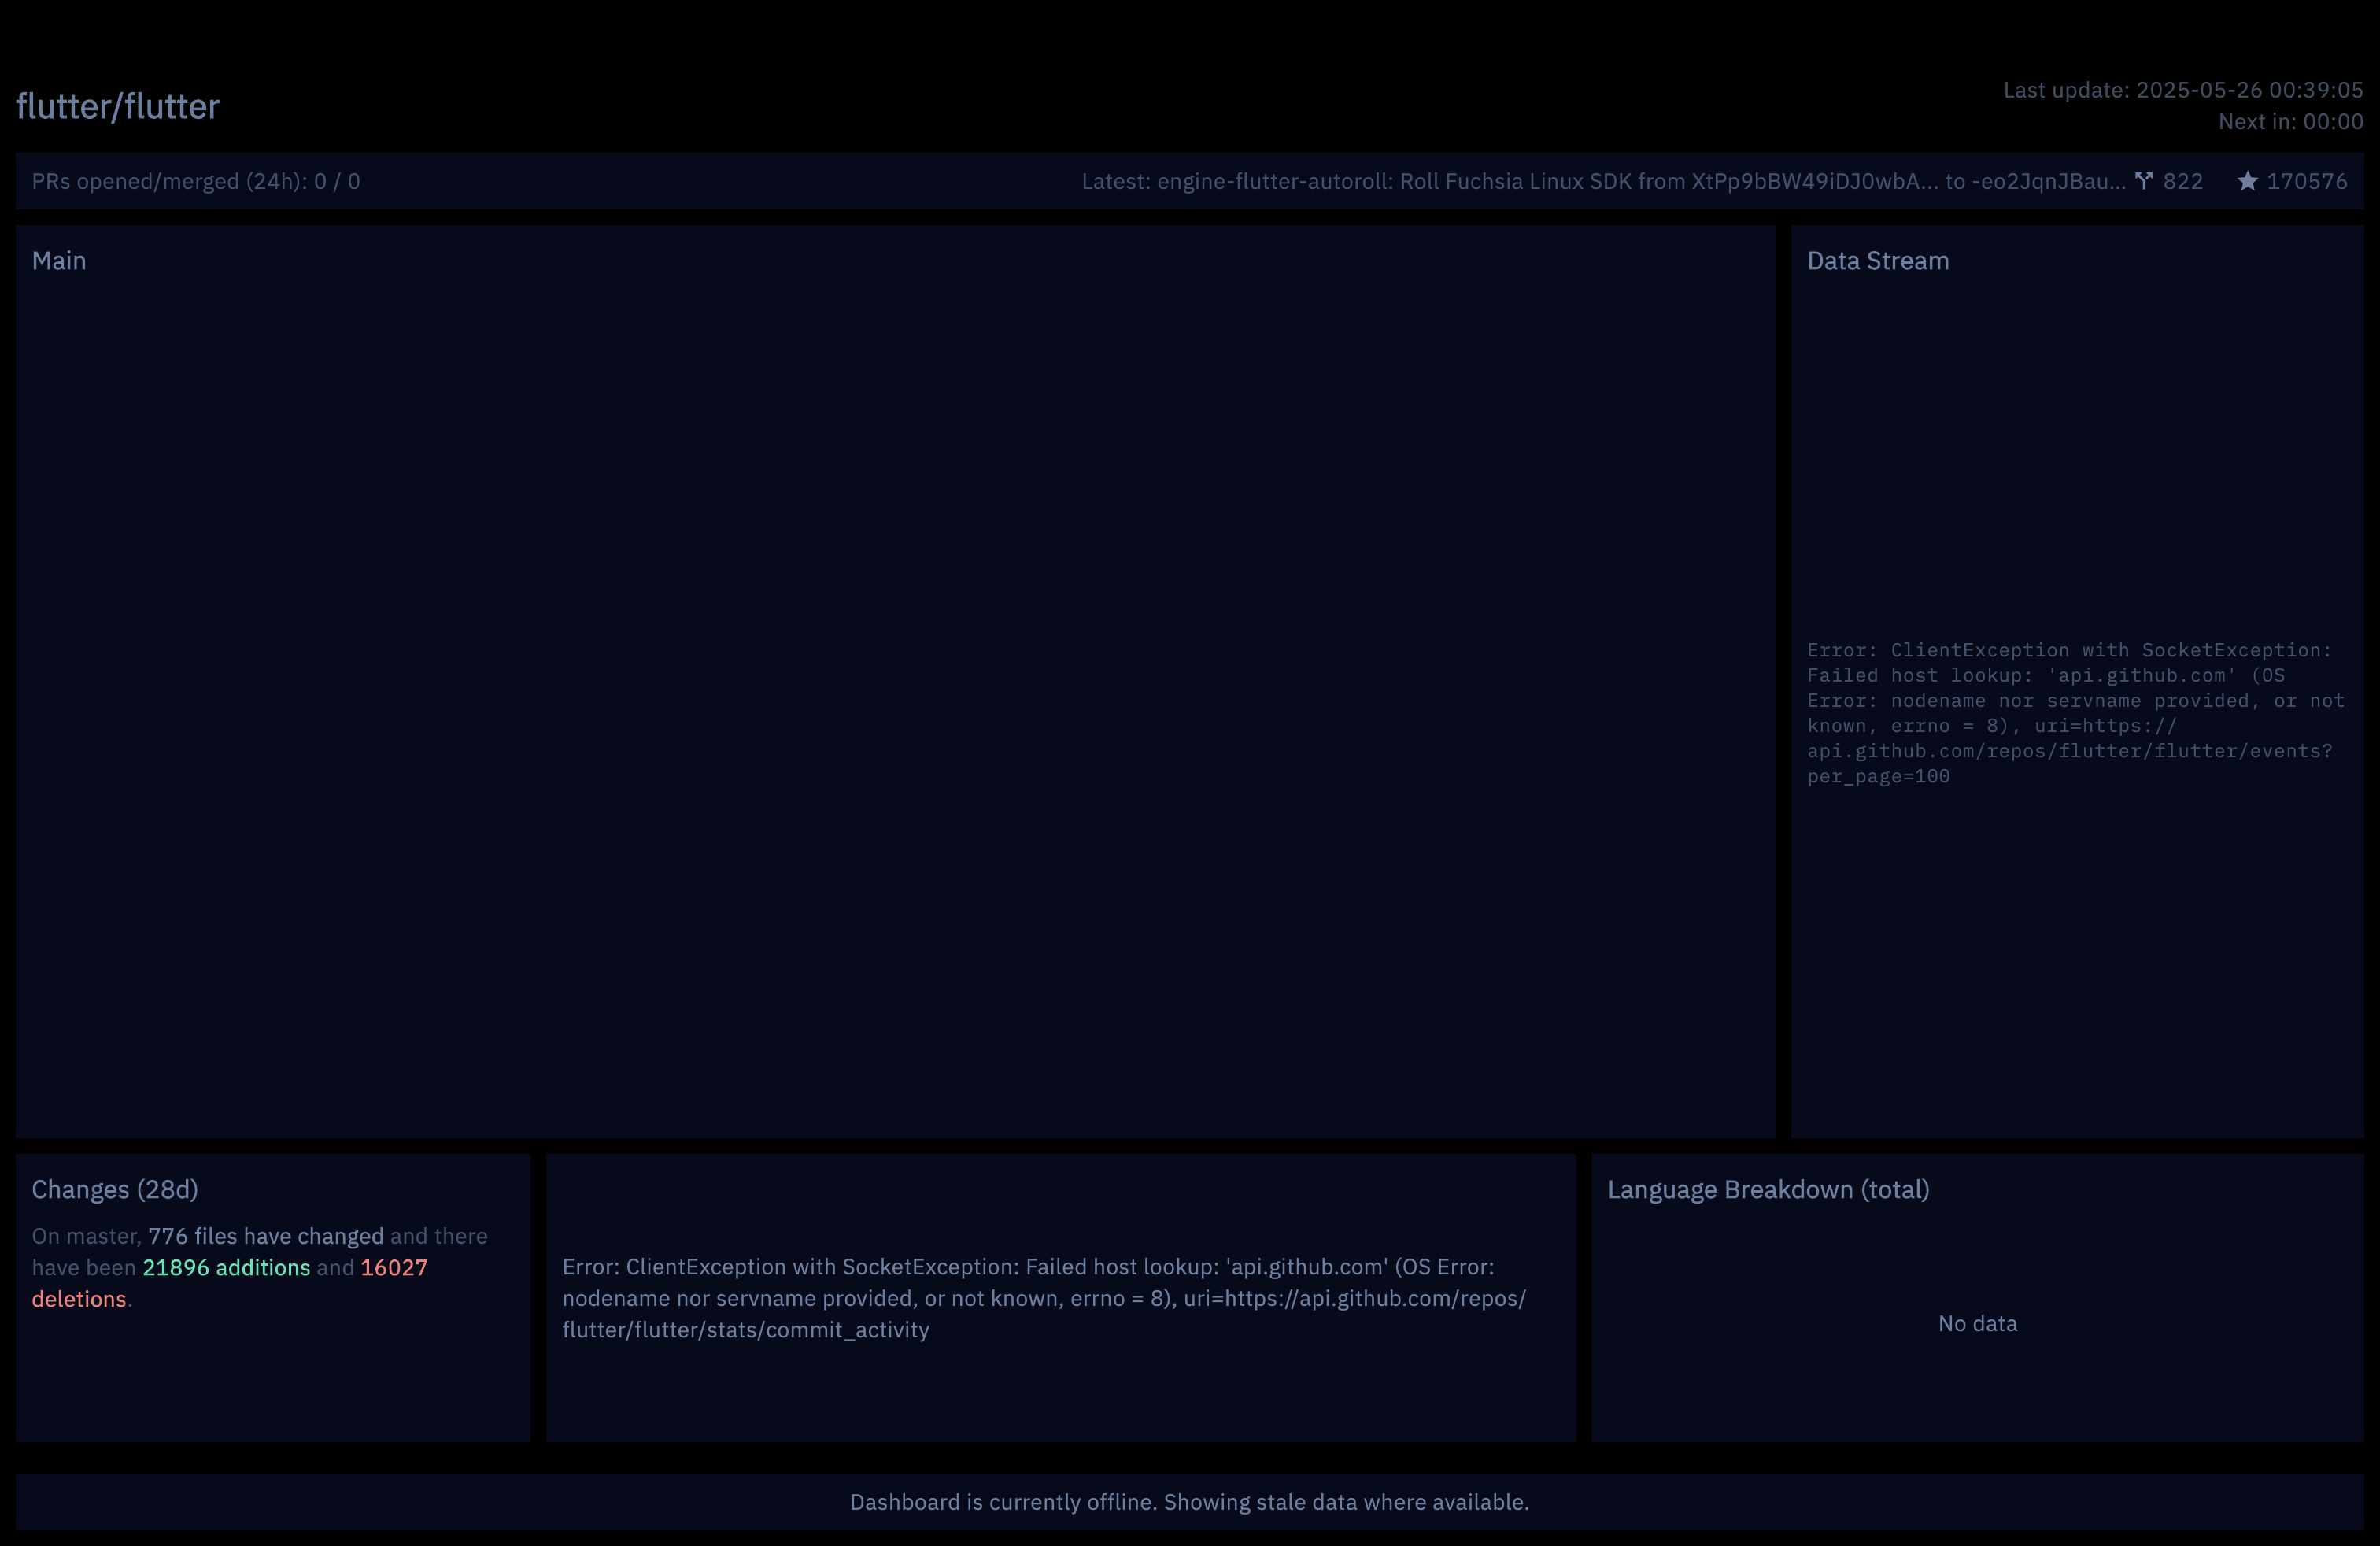 flutter/flutter
Last update: 2025-05-26 00:39:05
Next in: 00:00
PRs opened/merged (24h): 0 / 0
Latest: engine-flutter-autoroll: Roll Fuchsia Linux SDK from XtPp9bBW49iDJ0wbA... to -eo2JqnJBau... 822 170576
Main
Data Stream
Error: ClientException with SocketException:
Failed host lookup: 'api.github.com' (OS
Error: nodename nor servname provided, or not
known, errno = 8), uri=https://
api.github.com/repos/flutter/flutter/events?
per_page=100
Changes (28d)
On master, 776 files have changed and there
have been 21896 additions and 16027
deletions.
Error: ClientException with SocketException: Failed host lookup: 'api.github.com' (OS Error:
nodename nor servname provided, or not known, errno = 8), uri=https://api.github.com/repos/
flutter/flutter/stats/commit_activity
Language Breakdown (total)
No data
Dashboard is currently offline. Showing stale data where available.